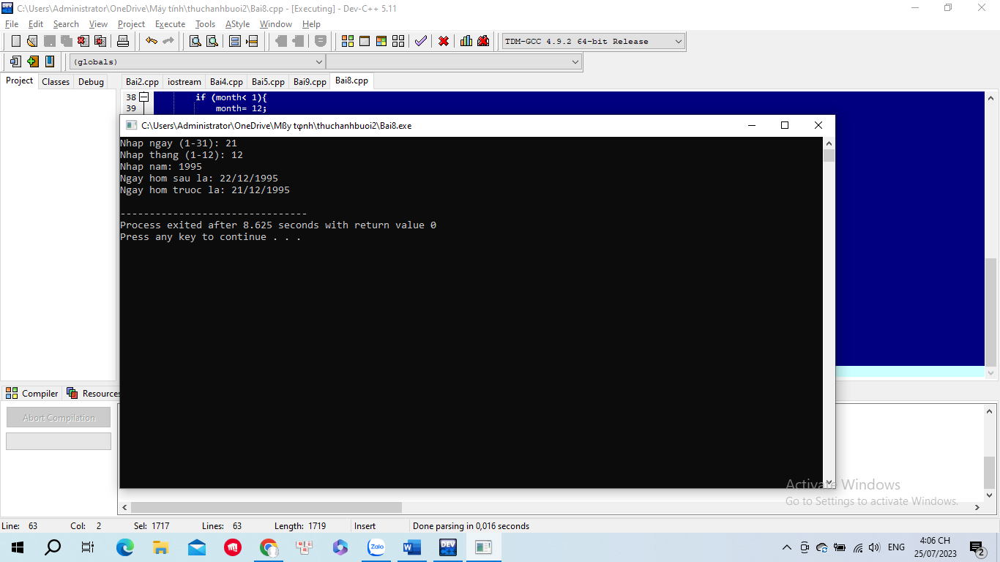 C:\Users\Administrator\OneDrive\Máy tính\thuchanhbuoi2\Bai8.cpp - [Executing] - Dev-C++ 5.11
File Edit Search View Project Execute Tools AStyle Window Help
TDM-GCC 4.9.2 64-bit Release
(globals)
Project Classes Debug Bai2.cpp iostream Bai4.cpp Bai5.cpp Bai9.cpp Bai8.cpp
38 if (month< 1){
39 month= 12;
C:\Users\Administrator\OneDrive\Mßy tφnh\thuchanhbuoi2\Bai8.exe
Nhap ngay (1-31): 21
Nhap thang (1-12): 12
Nhap nam: 1995
Ngay hom sau la: 22/12/1995
Ngay hom truoc la: 21/12/1995
--------------------------------
Process exited after 8.625 seconds with return value 0
Press any key to continue . . .
Compiler Resources
Abort Compilation
Activate Windows
Go to Settings to activate Windows.
Line: 63 Col: 2 Sel: 1717 Lines: 63 Length: 1719 Insert Done parsing in 0,016 seconds
Zalo W DEV C++ ENG 4:06 CH
25/07/2023 2